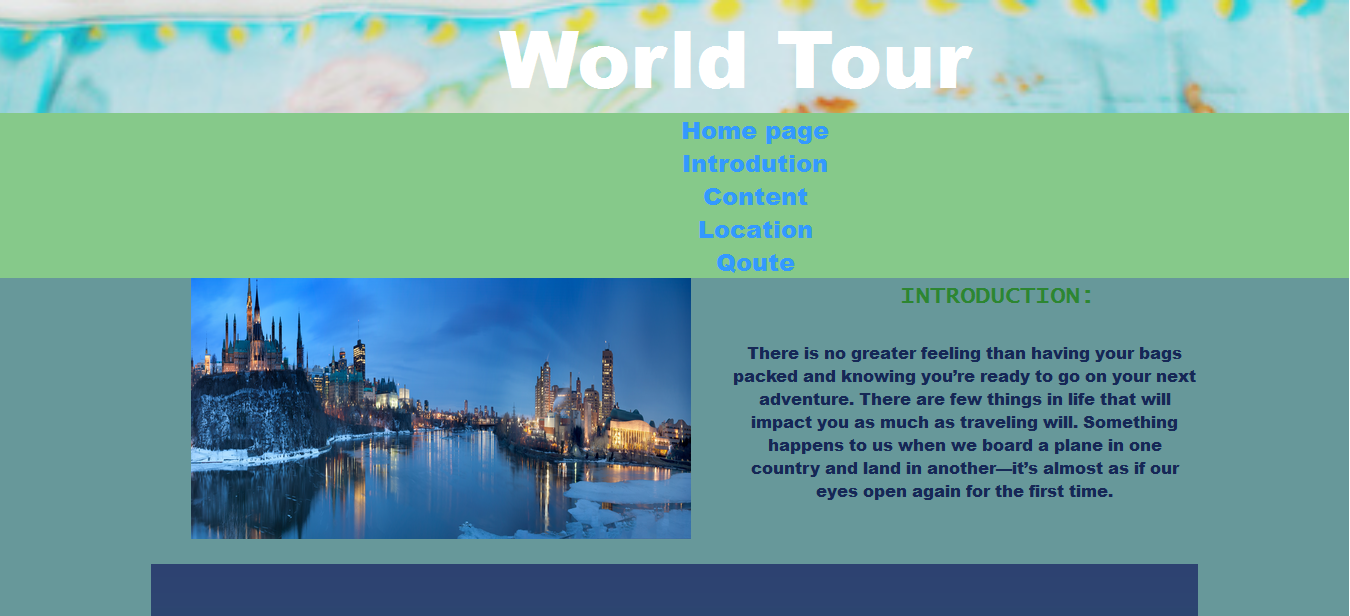 World Tour
Home page
Introdution
Content
Location
Qoute
INTRODUCTION:
There is no greater feeling than having your bags
packed and knowing you’re ready to go on your next
adventure. There are few things in life that will
impact you as much as traveling will. Something
happens to us when we board a plane in one
country and land in another—it’s almost as if our
eyes open again for the first time.